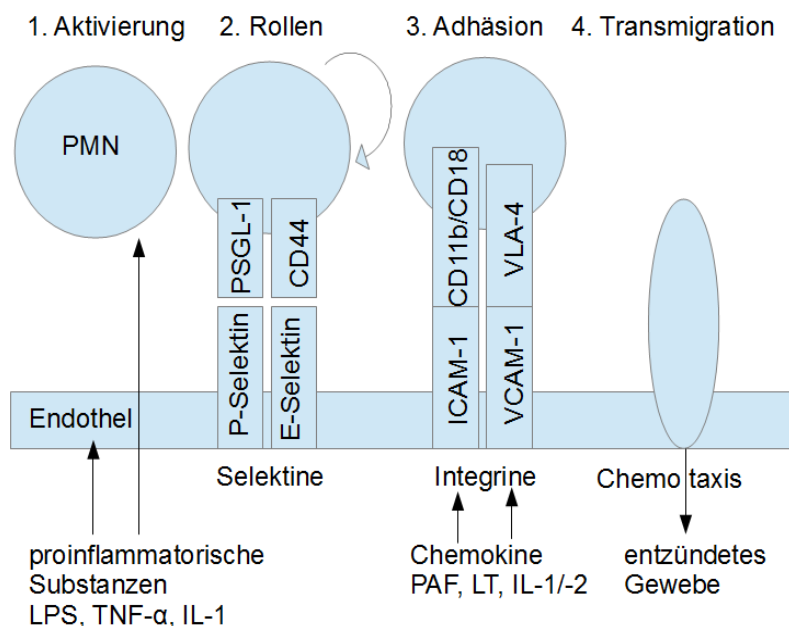 1. Aktivierung
2. Rollen
3. Adhäsion
4. Transmigration
PMN
PSGL-1
CD44
CD11b/CD18
VLA-4
P-Selektin
E-Selektin
ICAM-1
VCAM-1
Endothel
Selektine
Integrine
Chemotaxis
proinflammatorische
Substanzen
LPS, TNF-α, IL-1
Chemokine
PAF, LT, IL-1/-2
entzündetes
Gewebe